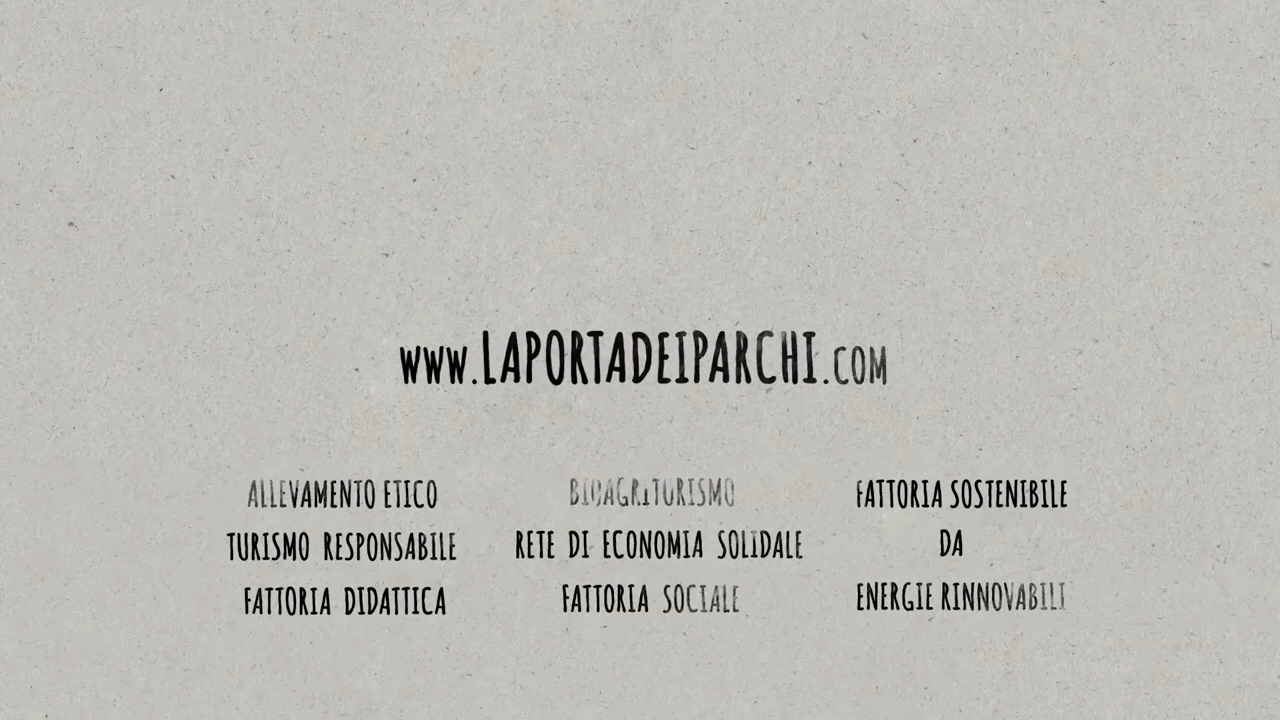 www.LAPORTADEIPARCHI.COM
ALLEVAMENTO ETICO
TURISMO RESPONSABILE
FATTORIA DIDATTICA
BIOAGRITURISMO
RETE DI ECONOMIA SOLIDALE
FATTORIA SOCIALE
FATTORIA SOSTENIBILE
DA
ENERGIE RINNOVABILI